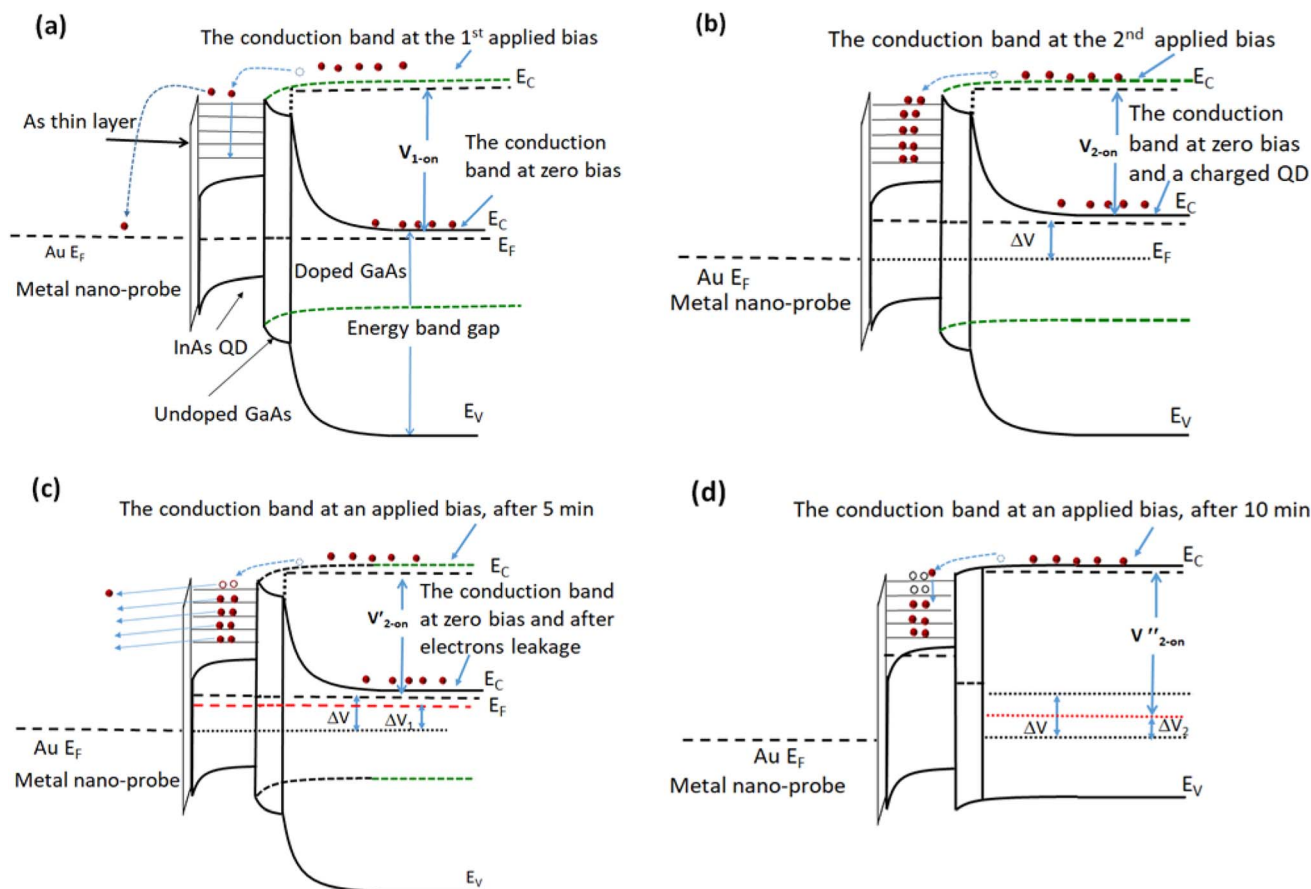 (a)
The conduction band at the 1st applied bias
EC
As thin layer
V1-on
The conduction
band at zero bias
EC
Au EF
EF
Doped GaAs
Metal nano-probe
InAs QD
Energy band gap
Undoped GaAs
EV
(b)
The conduction band at the 2nd applied bias
EC
V2-on
The conduction
band at zero bias
and a charged QD
EC
ΔV
EF
Au EF
Metal nano-probe
EV
(c)
The conduction band at an applied bias, after 5 min
EC
V'2-on
The conduction band
at zero bias and after
electrons leakage
EC
EF
ΔV
ΔV1
Au EF
Metal nano-probe
EV
(d)
The conduction band at an applied bias, after 10 min
EC
V''2-on
ΔV
ΔV2
Au EF
Metal nano-probe
EV